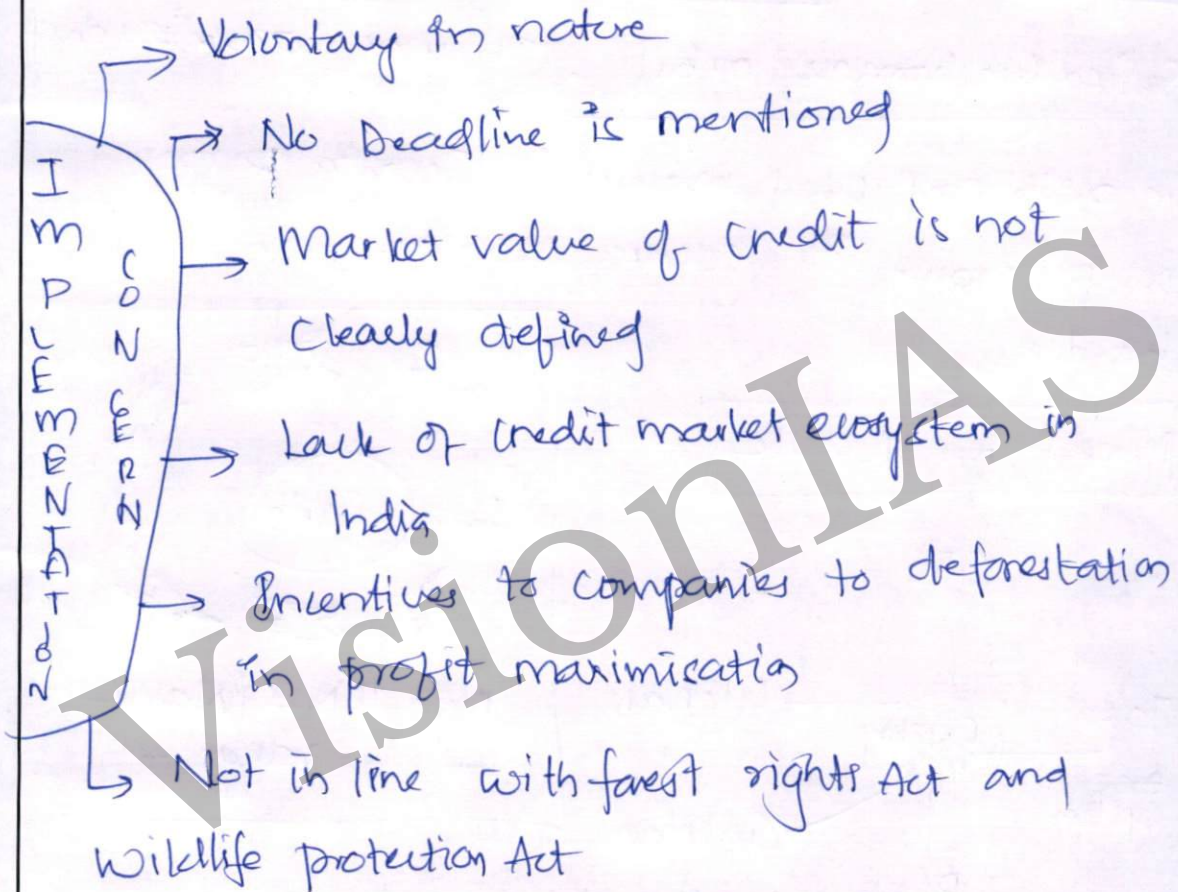 Voluntary in nature
No Deadline is mentioned
Market value of credit is not
Clearly defined
Lack of credit market ecosystem in
India
Incentives to companies to deforestation
in profit maximisation
Not in line with forest rights Act and
Wildlife protection Act
IMPLEMENTATION
CONCERN
VisionIAS